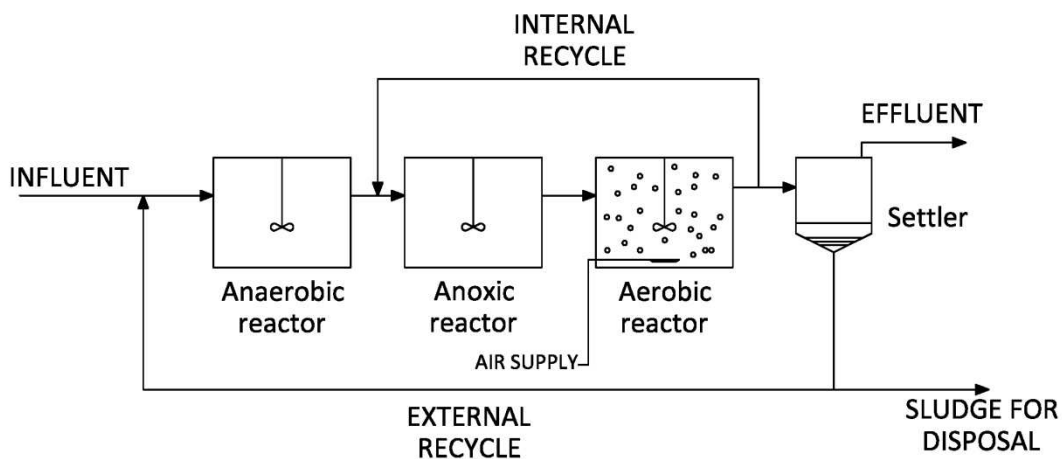 INTERNAL
RECYCLE
EFFLUENT
INFLUENT
Settler
Anaerobic
reactor
Anoxic
reactor
Aerobic
reactor
AIR SUPPLY
EXTERNAL
RECYCLE
SLUDGE FOR
DISPOSAL